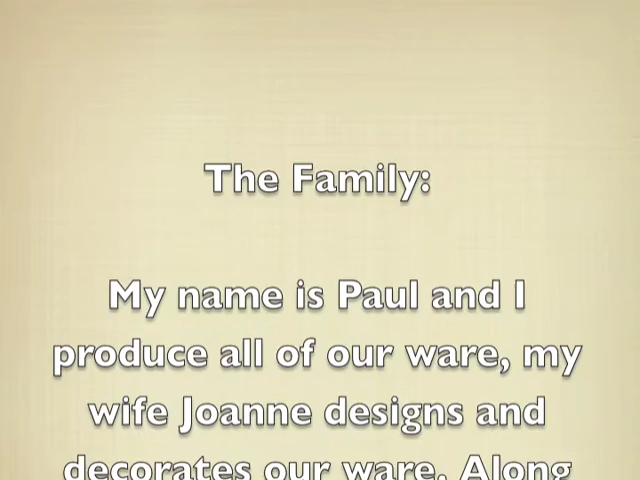 The Family:
My name is Paul and I
produce all of our ware, my
wife Joanne designs and
decorates our ware. Along